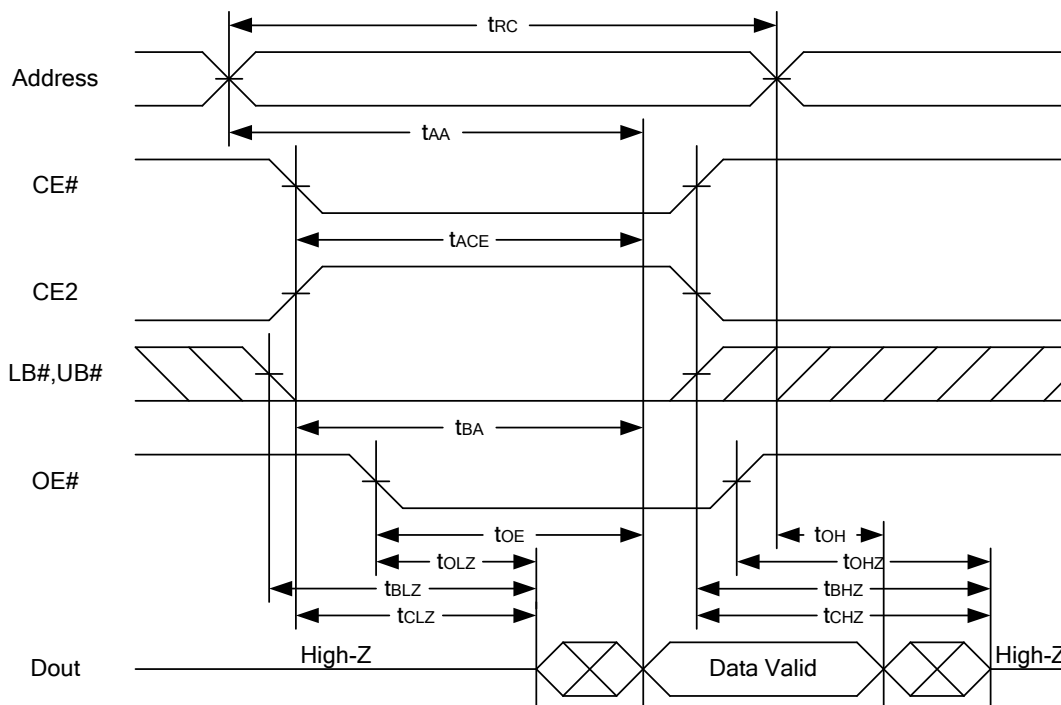 tRC
Address
tAA
CE#
tACE
CE2
LB#,UB#
tBA
OE#
tOE
tOH
tOLZ
tOHZ
tBLZ
tBHZ
tCLZ
tCHZ
Dout
High-Z
Data Valid
High-Z